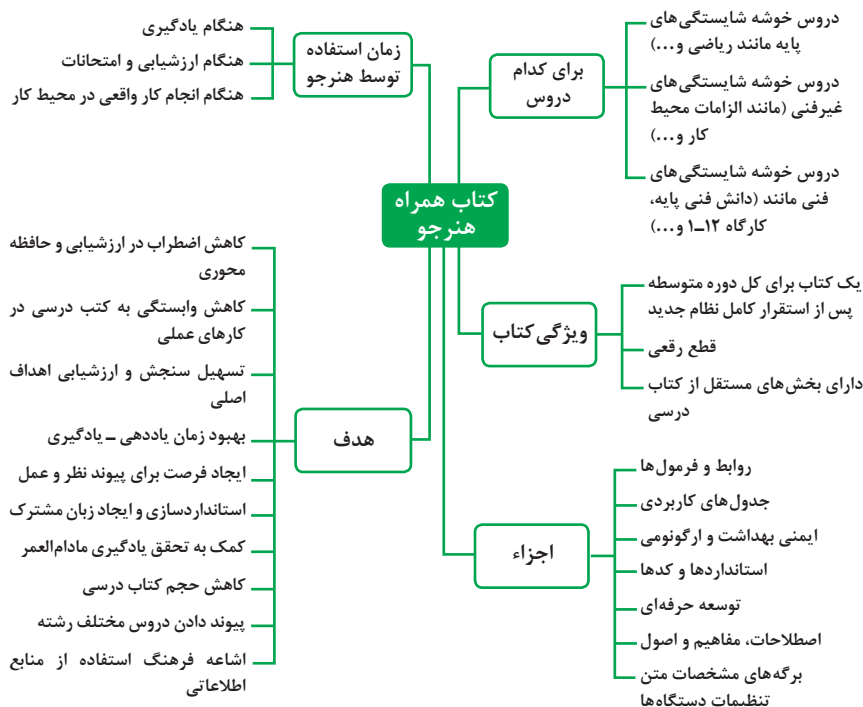 کتاب همراه
هنرجو
برای کدام
دروس
دروس خوشه شایستگی‌های
پایه مانند ریاضی و...)
دروس خوشه شایستگی‌های
غیرفنی (مانند الزامات محیط
کار و...)
دروس خوشه شایستگی‌های
فنی مانند (دانش فنی پایه،
کارگاه ۱۲ـ۱ و...)
ویژگی کتاب
یک کتاب برای کل دوره متوسطه
پس از استقرار کامل نظام جدید
قطع رقعی
دارای بخش‌های مستقل از کتاب
درسی
اجزاء
روابط و فرمول‌ها
جدول‌های کاربردی
ایمنی بهداشت و ارگونومی
استانداردها و کدها
توسعه حرفه‌ای
اصطلاحات، مفاهیم و اصول
برگه‌های مشخصات متن
تنظیمات دستگاه‌ها
زمان استفاده
توسط هنرجو
هنگام یادگیری
هنگام ارزشیابی و امتحانات
هنگام انجام کار واقعی در محیط کار
هدف
کاهش اضطراب در ارزشیابی و حافظه
محوری
کاهش وابستگی به کتب درسی در
کارهای عملی
تسهیل سنجش و ارزشیابی اهداف
اصلی
بهبود زمان یاددهی ـ یادگیری
ایجاد فرصت برای پیوند نظر و عمل
استانداردسازی و ایجاد زبان مشترک
کمک به تحقق یادگیری مادام‌العمر
کاهش حجم کتاب درسی
پیوند دادن دروس مختلف رشته
اشاعه فرهنگ استفاده از منابع
اطلاعاتی